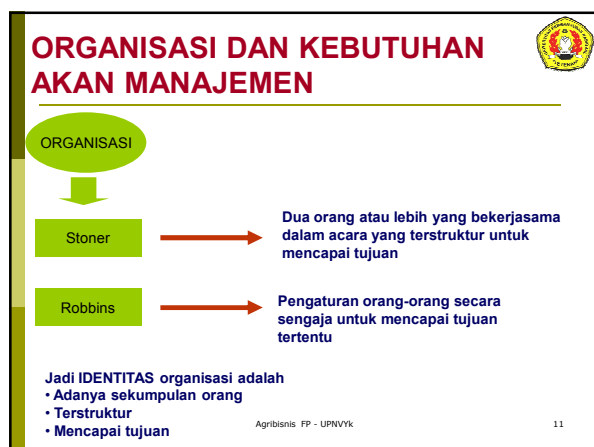 ORGANISASI DAN KEBUTUHAN
AKAN MANAJEMEN
ORGANISASI
Stoner
Dua orang atau lebih yang bekerjasama
dalam acara yang terstruktur untuk
mencapai tujuan
Robbins
Pengaturan orang-orang secara
sengaja untuk mencapai tujuan
tertentu
Jadi IDENTITAS organisasi adalah
• Adanya sekumpulan orang
• Terstruktur
• Mencapai tujuan
Agribisnis FP - UPNVYk
11